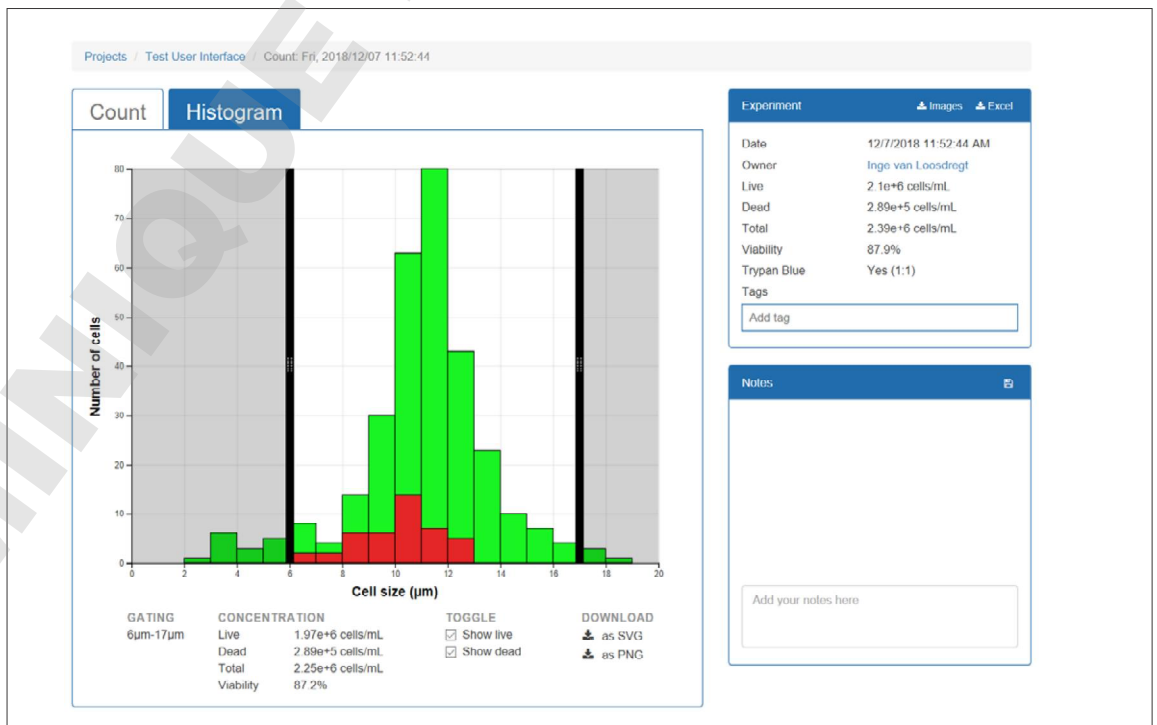 Projects / Test User Interface / Count: Fri, 2018/12/07 11:52:44
Count Histogram
80
70
60
50
40
30
20
10
0
Number of cells
0 2 4 6 8 10 12 14 16 18 20
Cell size (µm)
GATING
6µm-17µm
CONCENTRATION
Live 1.97e+6 cells/mL
Dead 2.89e+5 cells/mL
Total 2.25e+6 cells/mL
Viability 87.2%
TOGGLE
Show live
Show dead
DOWNLOAD
as SVG
as PNG
Experiment Images Excel
Date 12/7/2018 11:52:44 AM
Owner Inge van Loosdregt
Live 2.1e+6 cells/mL
Dead 2.89e+5 cells/mL
Total 2.39e+6 cells/mL
Viability 87.9%
Trypan Blue Yes (1:1)
Tags
Add tag
Notes
Add your notes here
INIQUE